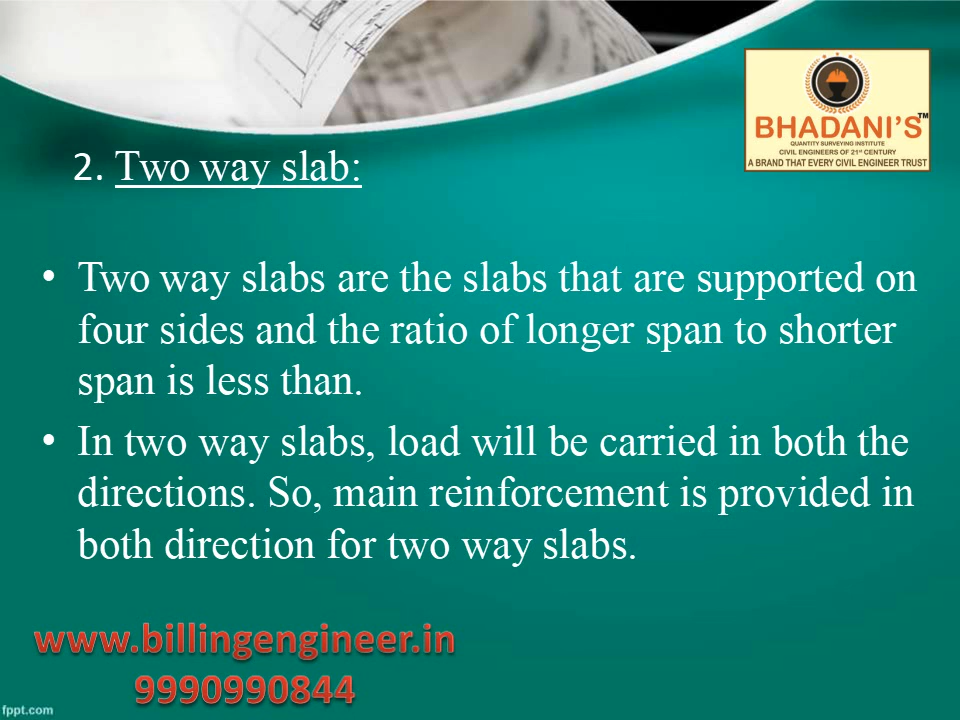 BHADANI'S™
QUANTITY SURVEYING INSTITUTE
CIVIL ENGINEERS OF 21ST CENTURY
A BRAND THAT EVERY CIVIL ENGINEER TRUST
2. Two way slab:
• Two way slabs are the slabs that are supported on
four sides and the ratio of longer span to shorter
span is less than.
• In two way slabs, load will be carried in both the
directions. So, main reinforcement is provided in
both direction for two way slabs.
www.billingengineer.in
9990990844
fppt.com